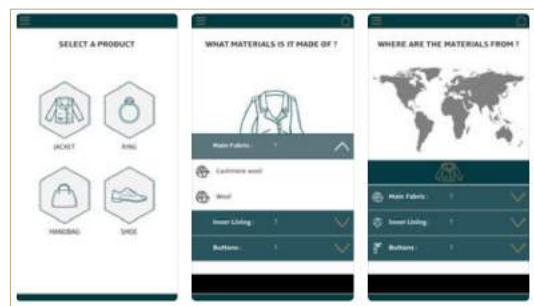 SELECT A PRODUCT
JACKET
RING
HANDBAG
SHOE
WHAT MATERIALS IS IT MADE OF ?
Main Fabric : ?
Cashmere wool
Wool
Inner Lining : ?
Buttons : ?
WHERE ARE THE MATERIALS FROM ?
Main Fabric : ?
Inner Lining : ?
Buttons : ?